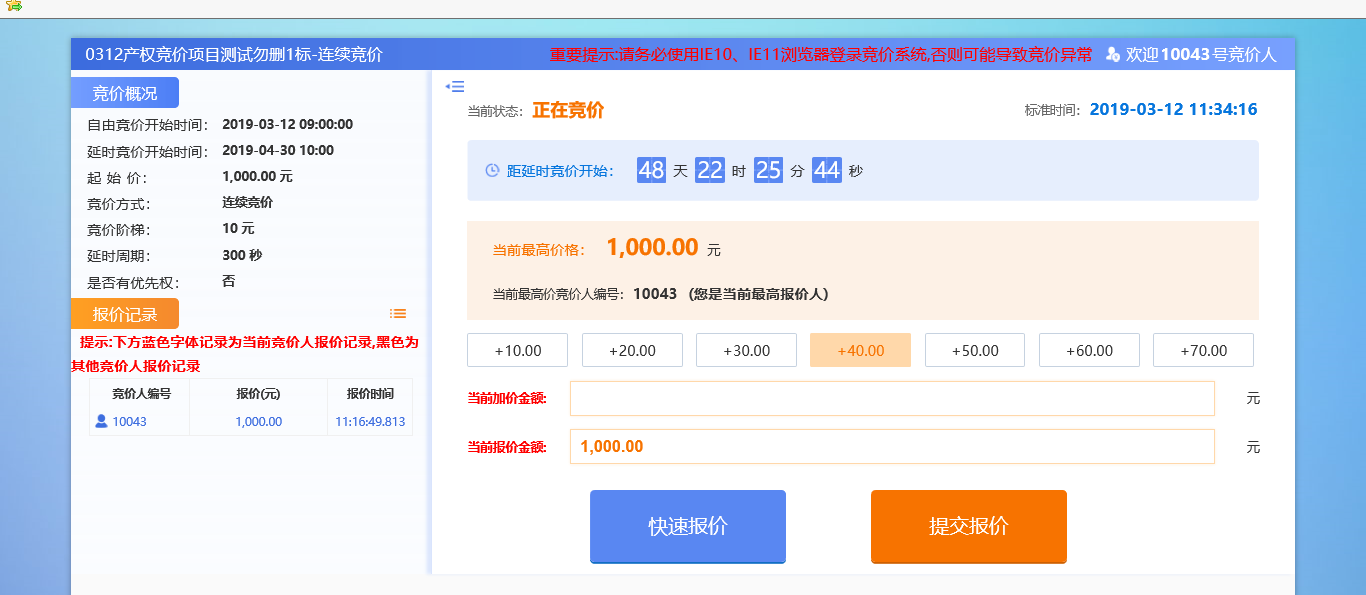 0312产权竞价项目测试勿删1标-连续竞价
重要提示:请务必使用IE10、IE11浏览器登录竞价系统,否则可能导致竞价异常
欢迎10043号竞价人
竞价概况
自由竞价开始时间： 2019-03-12 09:00:00
延时竞价开始时间： 2019-04-30 10:00
起 始 价： 1,000.00 元
竞价方式： 连续竞价
竞价阶梯： 10 元
延时周期： 300 秒
是否有优先权： 否
报价记录
提示:下方蓝色字体记录为当前竞价人报价记录,黑色为
其他竞价人报价记录
竞价人编号 报价(元) 报价时间
10043 1,000.00 11:16:49.813
当前状态： 正在竞价
标准时间： 2019-03-12 11:34:16
距延时竞价开始： 48 天 22 时 25 分 44 秒
当前最高价格： 1,000.00 元
当前最高价竞价人编号： 10043 (您是当前最高报价人)
+10.00 +20.00 +30.00 +40.00 +50.00 +60.00 +70.00
当前加价金额: 元
当前报价金额: 1,000.00 元
快速报价 提交报价